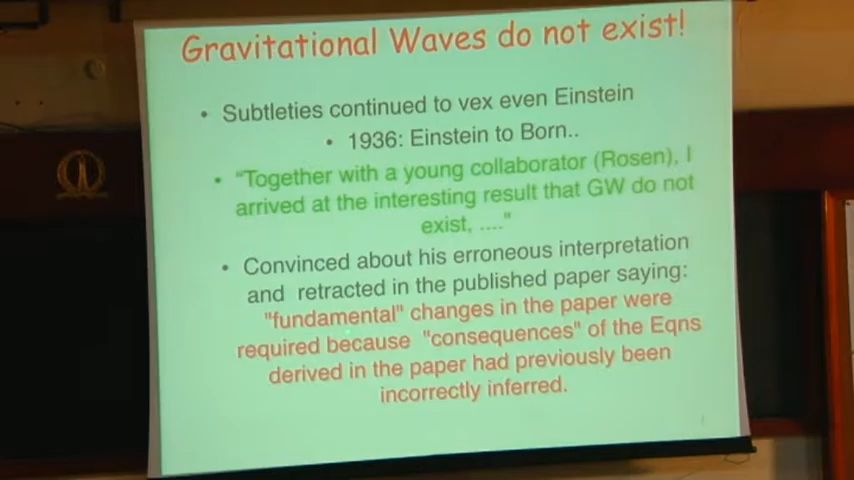 Gravitational Waves do not exist!
• Subtleties continued to vex even Einstein
• 1936: Einstein to Born..
• "Together with a young collaborator (Rosen), I
arrived at the interesting result that GW do not
exist, ...."
• Convinced about his erroneous interpretation
and retracted in the published paper saying:
"fundamental" changes in the paper were
required because "consequences" of the Eqns
derived in the paper had previously been
incorrectly inferred.